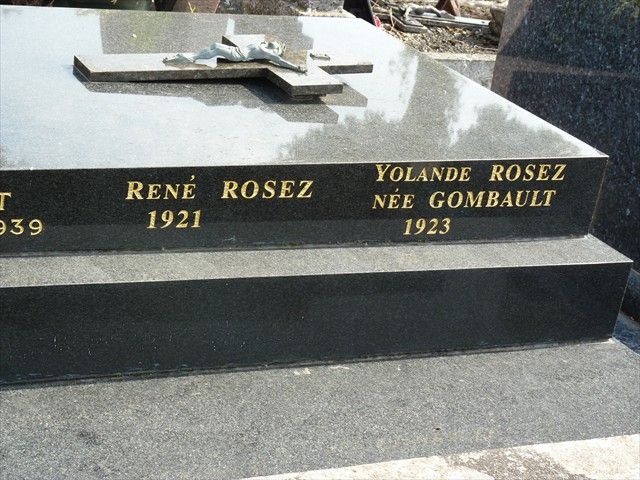 RENÉ ROSEZ
1921
YOLANDE ROSEZ
NÉE GOMBAULT
1923